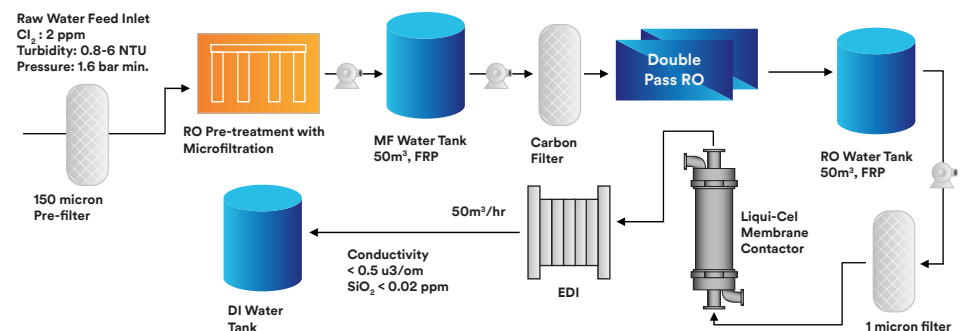 Raw Water Feed Inlet
Cl₂ : 2 ppm
Turbidity: 0.8-6 NTU
Pressure: 1.6 bar min.
150 micron
Pre-filter
RO Pre-treatment with
Microfiltration
MF Water Tank
50m³, FRP
Carbon
Filter
Double
Pass RO
RO Water Tank
50m³, FRP
1 micron filter
Liqui-Cel
Membrane
Contactor
EDI
50m³/hr
Conductivity
< 0.5 u3/om
SiO₂ < 0.02 ppm
DI Water
Tank